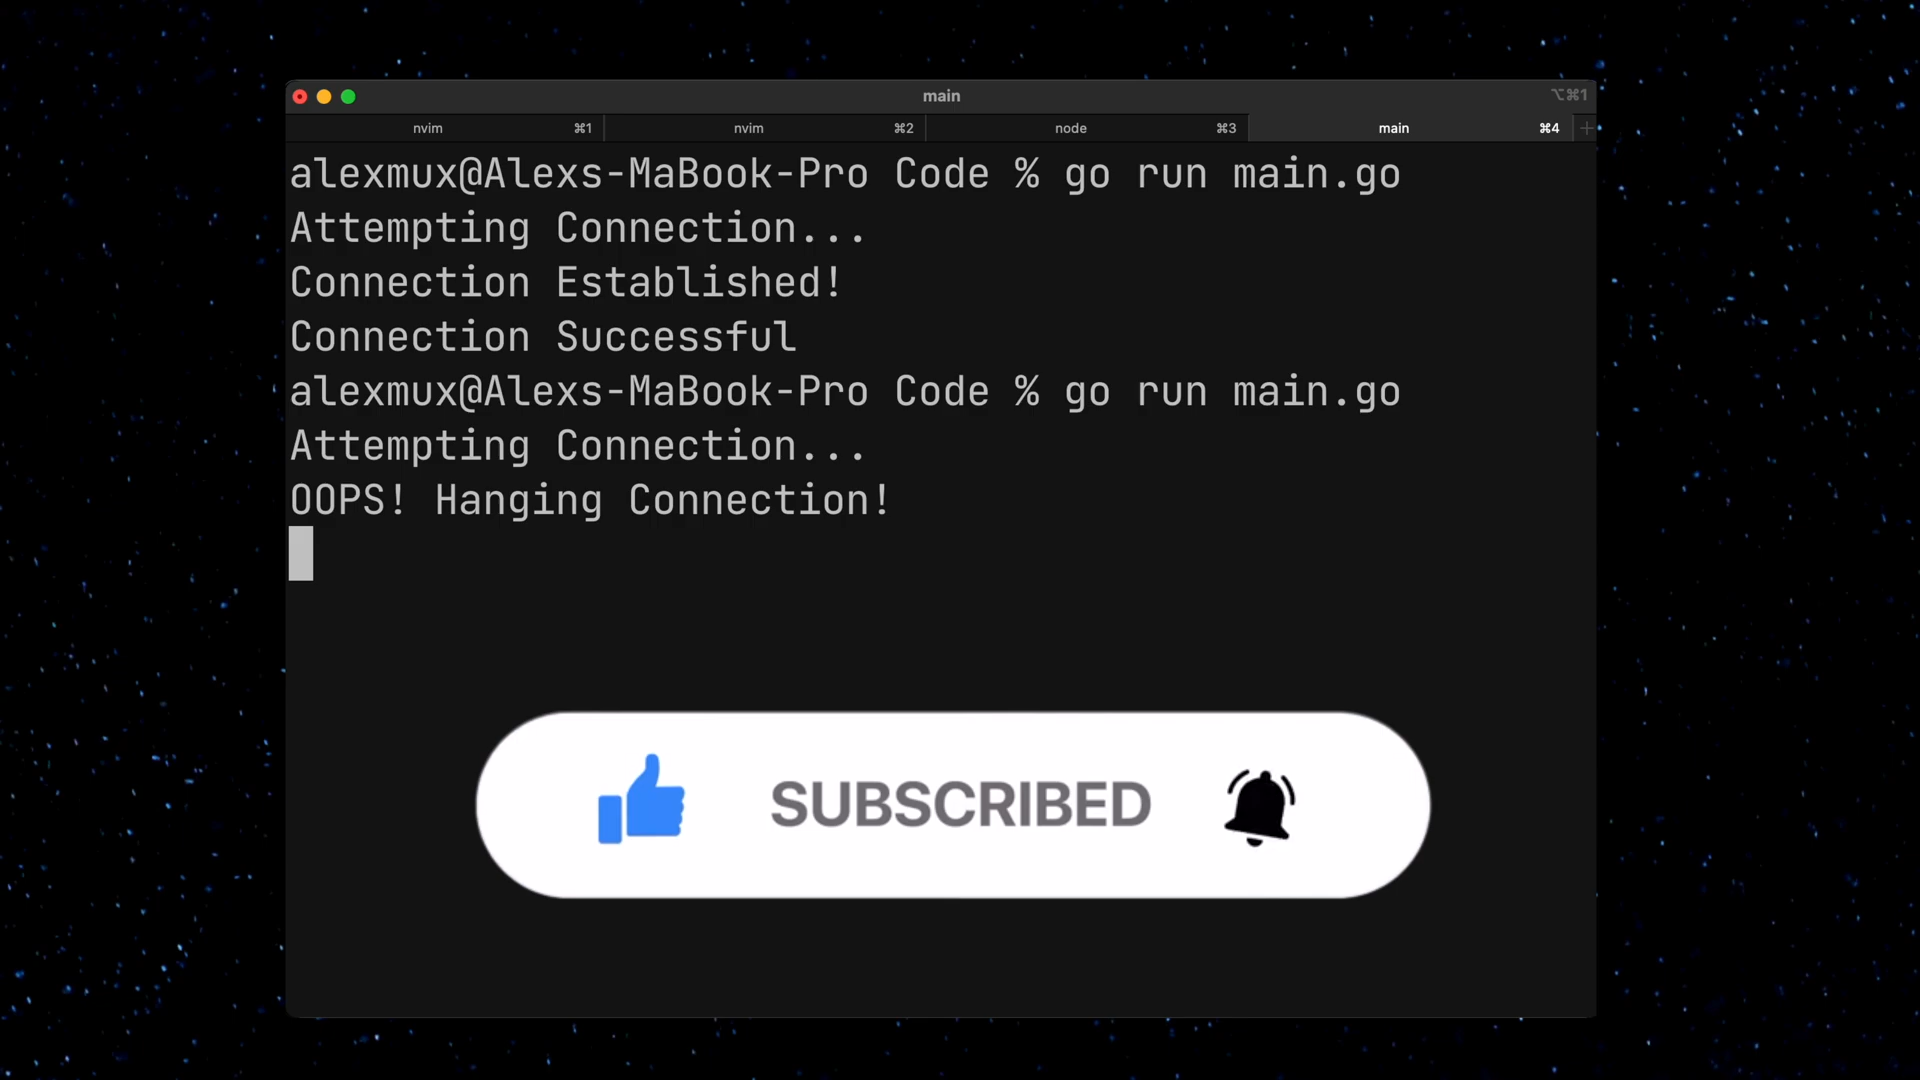 main
⌥⌘1
nvim ⌘1 nvim ⌘2 node ⌘3 main ⌘4 +
alexmux@Alexs-MaBook-Pro Code % go run main.go
Attempting Connection...
Connection Established!
Connection Successful
alexmux@Alexs-MaBook-Pro Code % go run main.go
Attempting Connection...
OOPS! Hanging Connection!
SUBSCRIBED